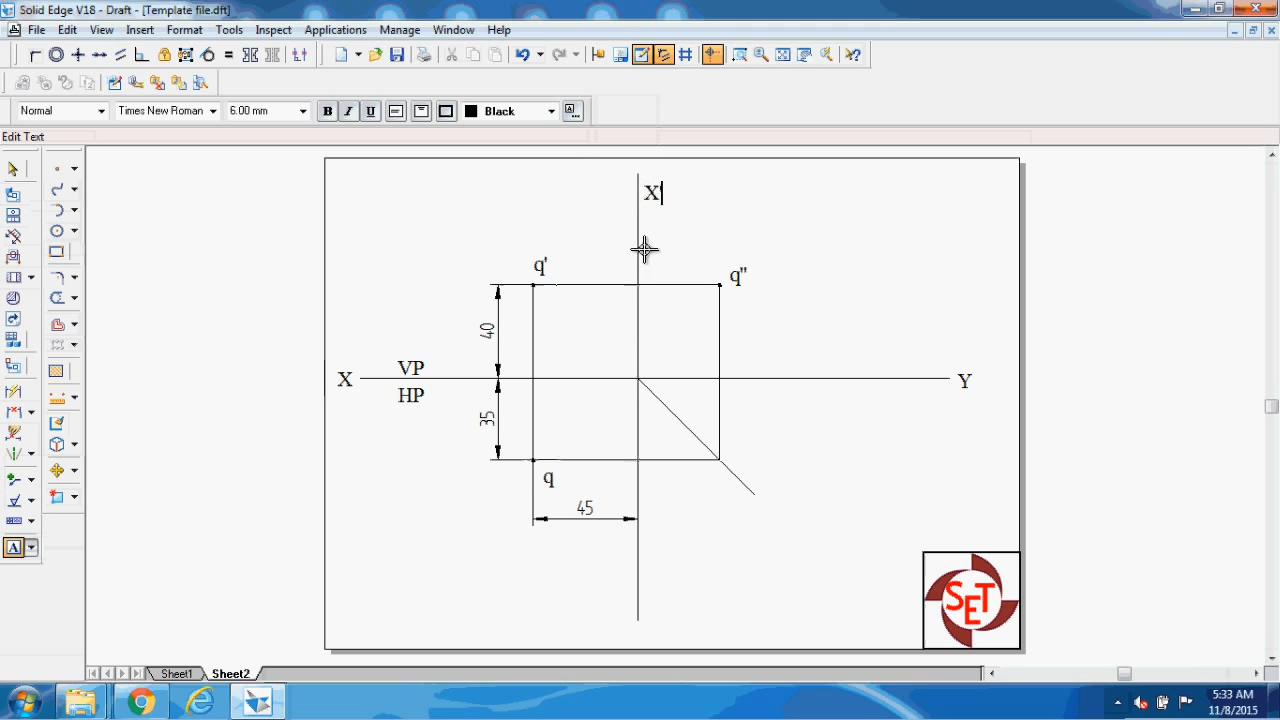 Solid Edge V18 - Draft - [Template file.dft]
File Edit View Insert Format Tools Inspect Applications Manage Window Help
Normal Times New Roman 6.00 mm B I U Black
Edit Text
X'
q' q"
40
X VP Y
HP
35
q
45
SET
A
Sheet1 Sheet2
5:33 AM
11/8/2015